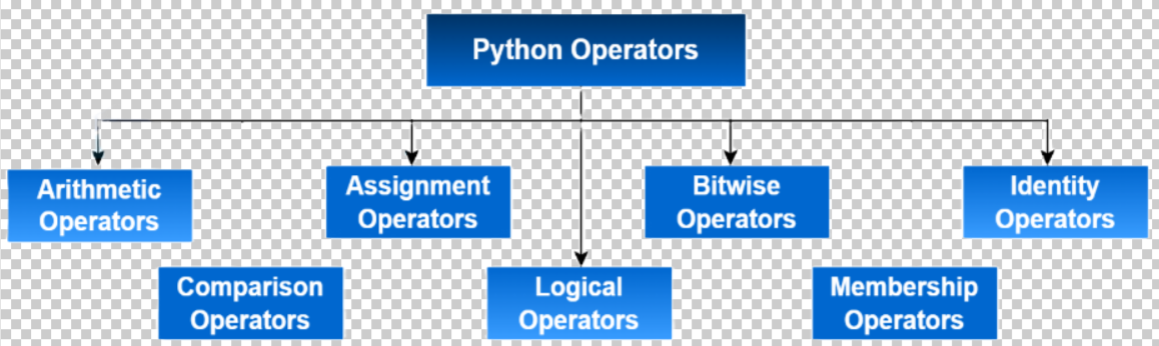 Python Operators
Arithmetic
Operators
Assignment
Operators
Bitwise
Operators
Identity
Operators
Comparison
Operators
Logical
Operators
Membership
Operators